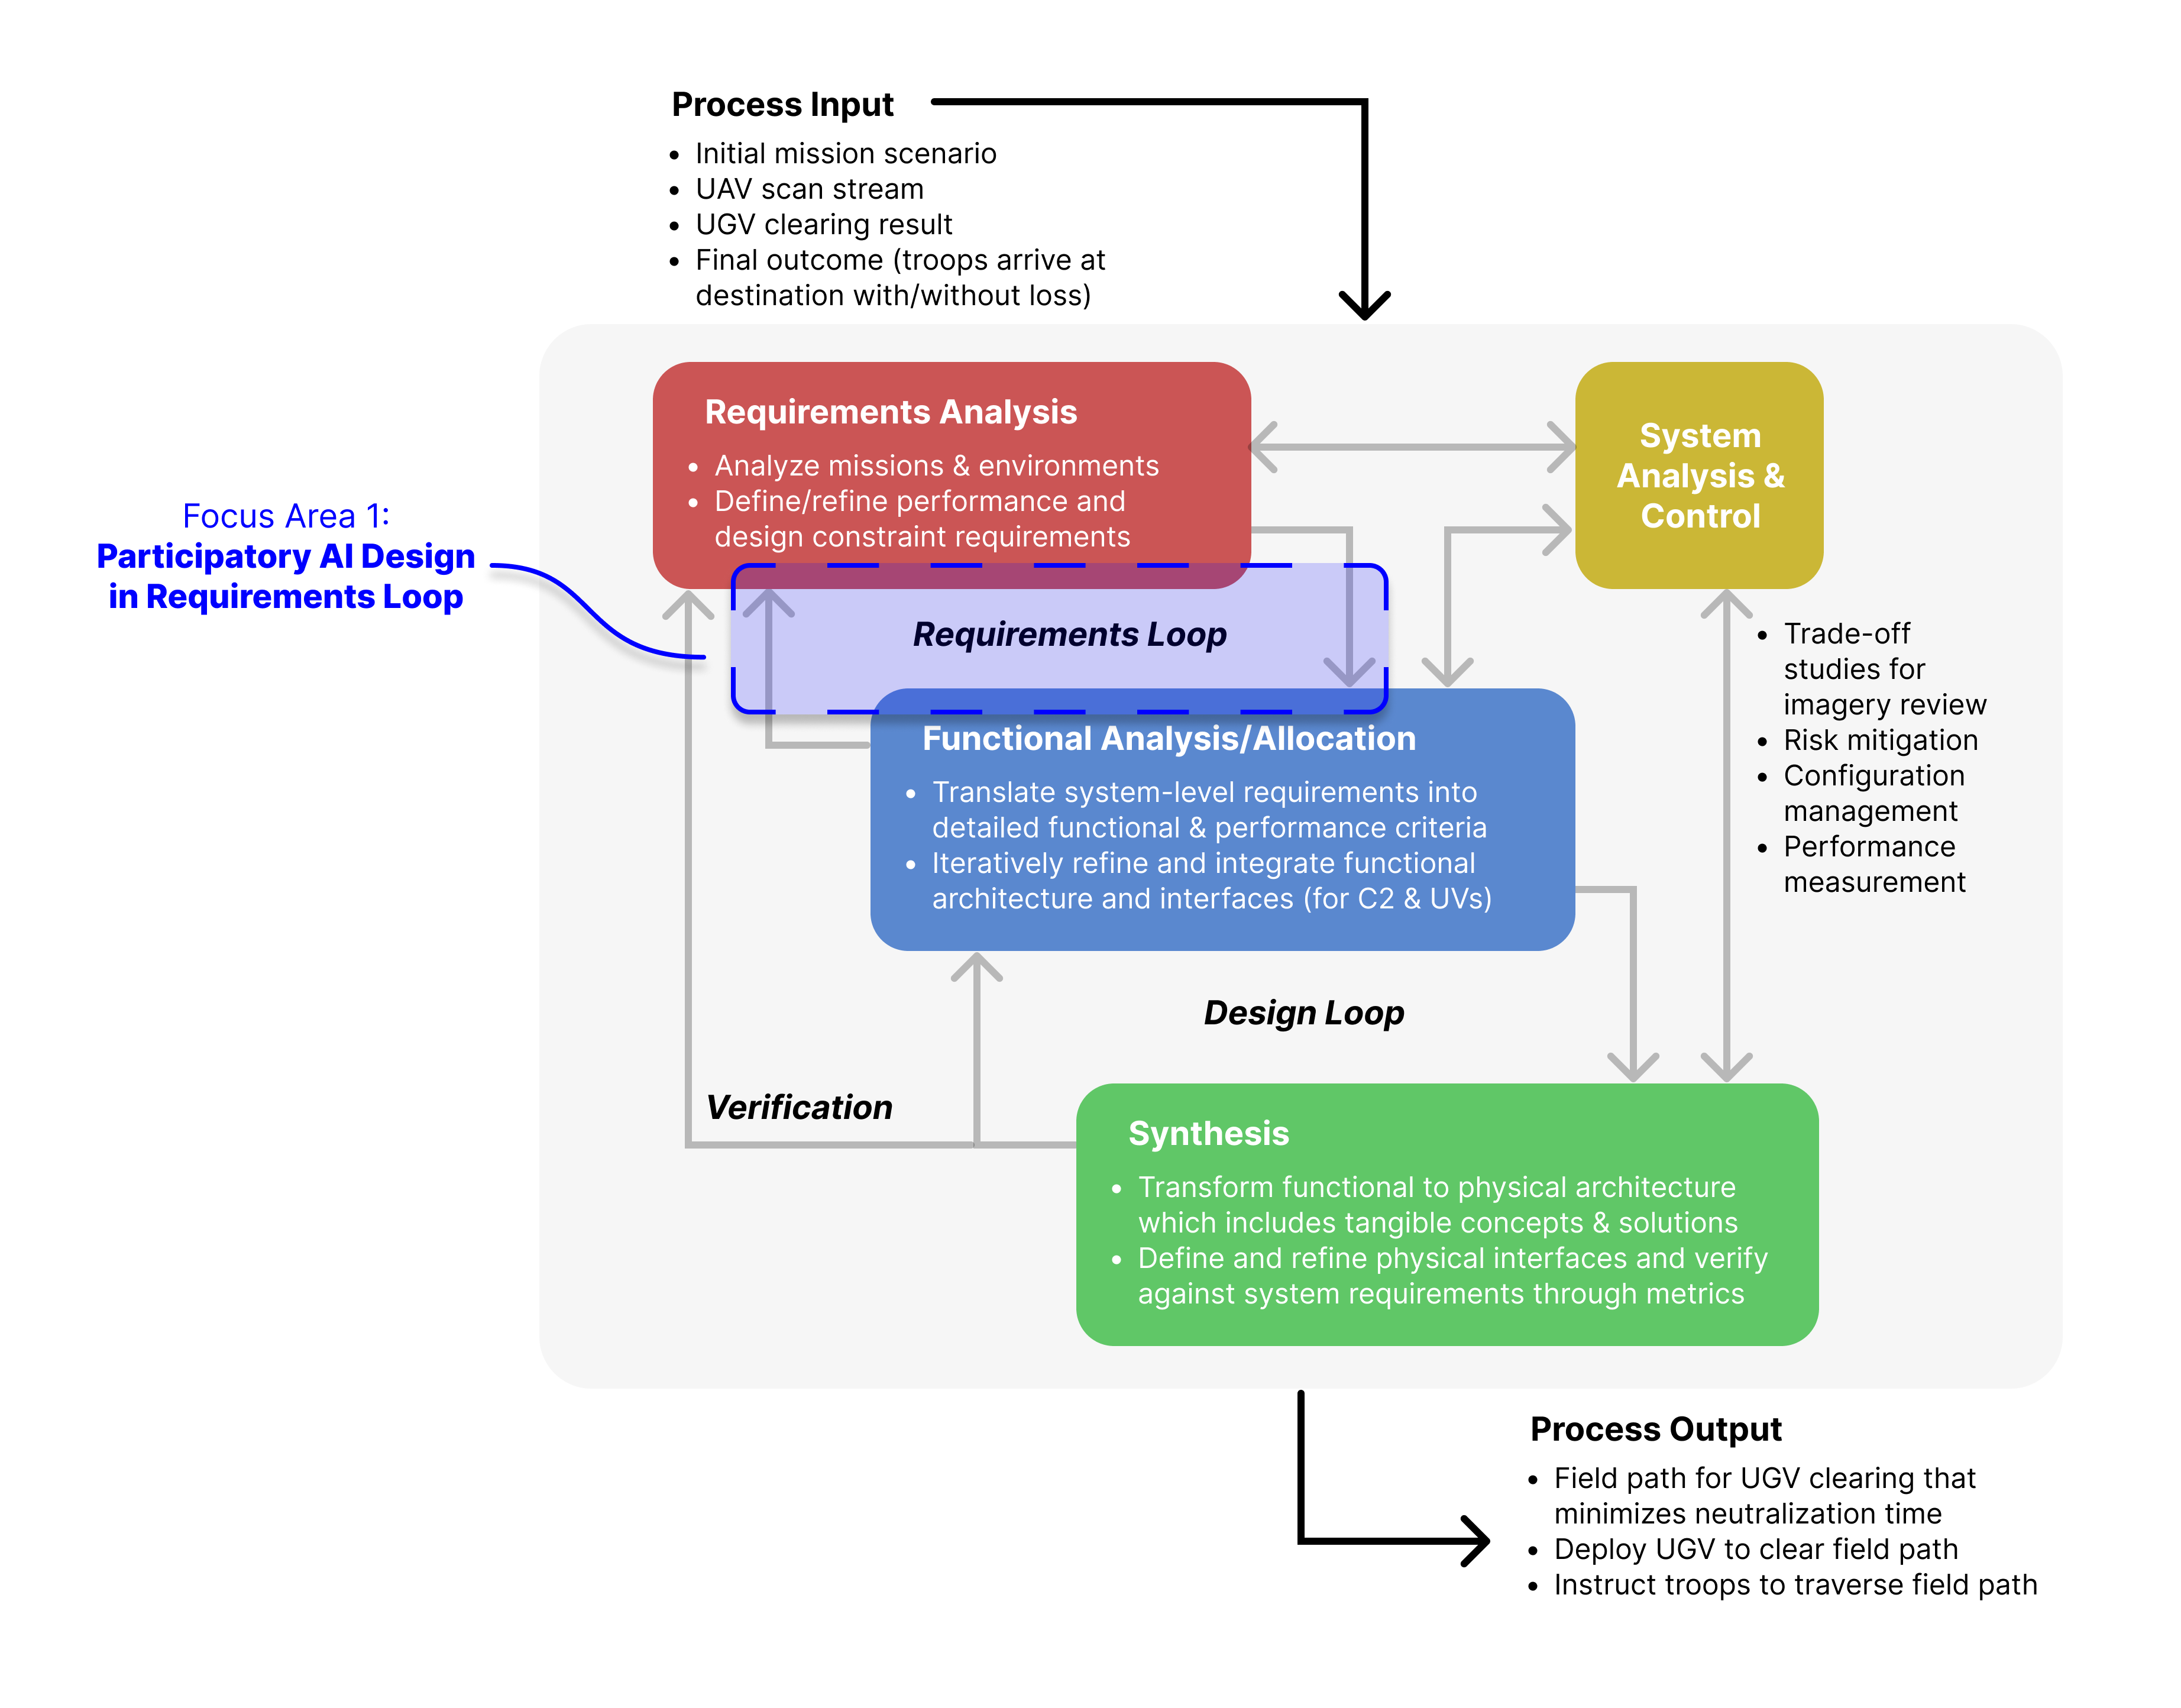 Process Input
• Initial mission scenario
• UAV scan stream
• UGV clearing result
• Final outcome (troops arrive at
destination with/without loss)
Requirements Analysis
• Analyze missions & environments
• Define/refine performance and
design constraint requirements
System
Analysis &
Control
Focus Area 1:
Participatory AI Design
in Requirements Loop
Requirements Loop
• Trade-off
studies for
imagery review
• Risk mitigation
• Configuration
management
• Performance
measurement
Functional Analysis/Allocation
• Translate system-level requirements into
detailed functional & performance criteria
• Iteratively refine and integrate functional
architecture and interfaces (for C2 & UVs)
Design Loop
Verification
Synthesis
• Transform functional to physical architecture
which includes tangible concepts & solutions
• Define and refine physical interfaces and verify
against system requirements through metrics
Process Output
• Field path for UGV clearing that
minimizes neutralization time
• Deploy UGV to clear field path
• Instruct troops to traverse field path